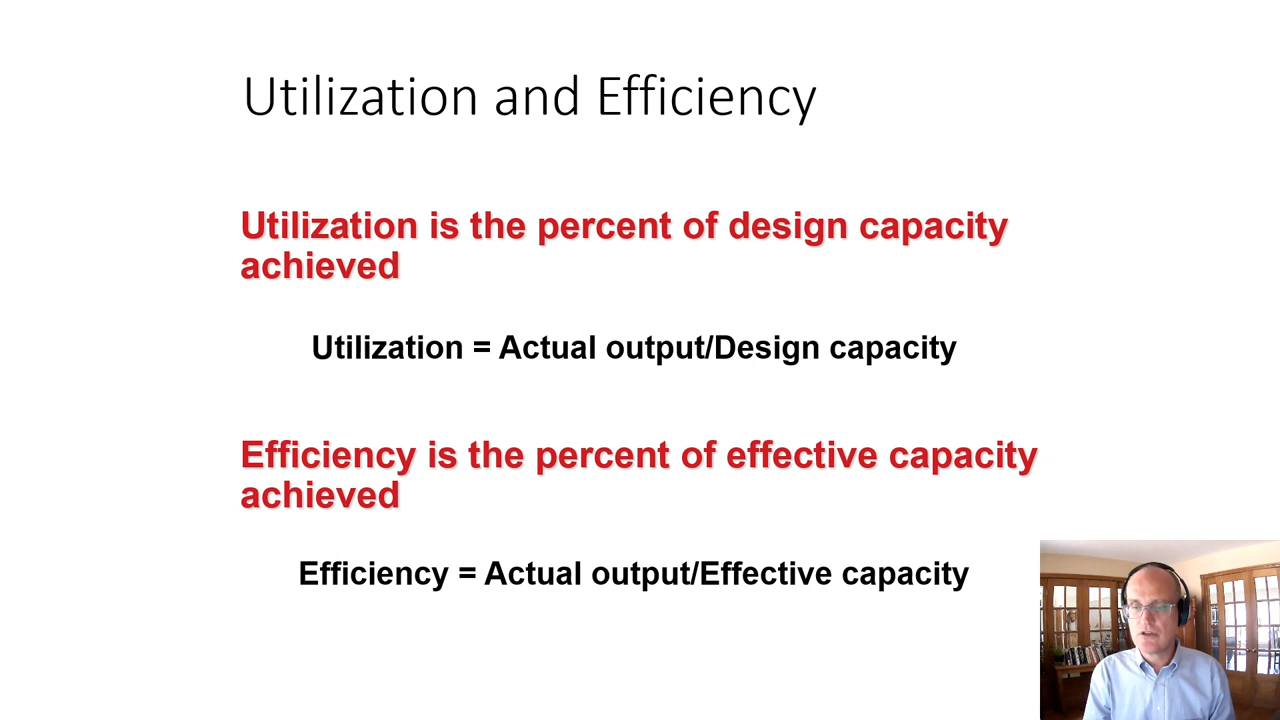 Utilization and Efficiency
Utilization is the percent of design capacity
achieved
Utilization = Actual output/Design capacity
Efficiency is the percent of effective capacity
achieved
Efficiency = Actual output/Effective capacity